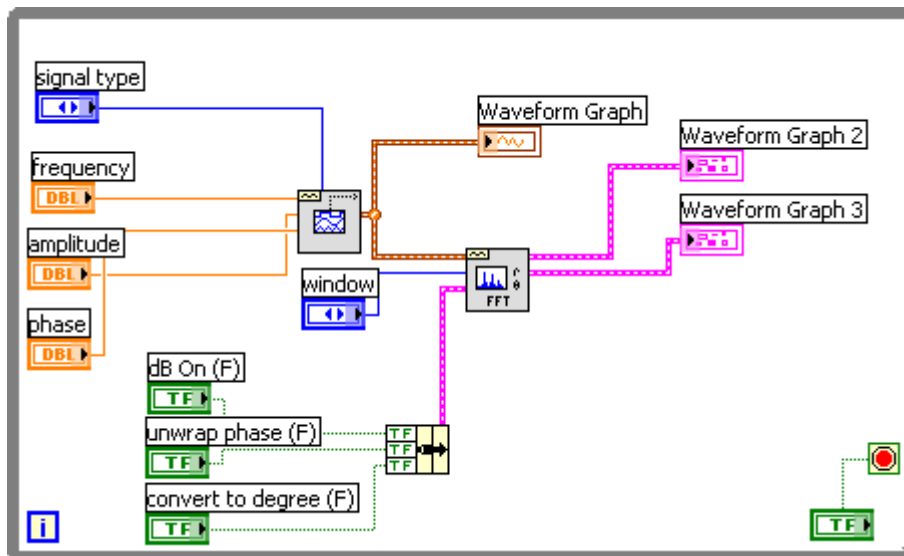 signal type
Waveform Graph
Waveform Graph 2
frequency
DBL
Waveform Graph 3
amplitude
DBL
window
FFT
phase
DBL
dB On (F)
TF
unwrap phase (F)
TF
TF
TF
TF
convert to degree (F)
TF
TF
i